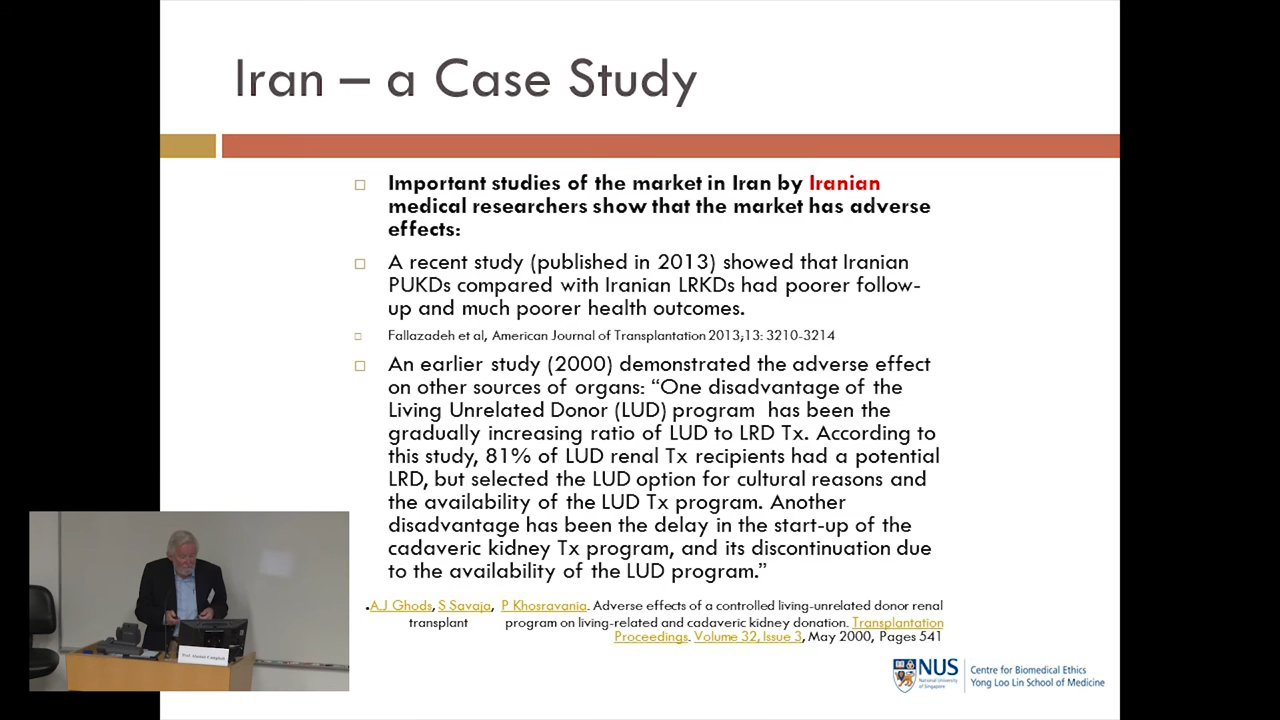 Iran – a Case Study
Important studies of the market in Iran by Iranian
medical researchers show that the market has adverse
effects:
A recent study (published in 2013) showed that Iranian
PUKDs compared with Iranian LRKDs had poorer follow-
up and much poorer health outcomes.
Fallazadeh et al, American Journal of Transplantation 2013;13: 3210-3214
An earlier study (2000) demonstrated the adverse effect
on other sources of organs: “One disadvantage of the
Living Unrelated Donor (LUD) program has been the
gradually increasing ratio of LUD to LRD Tx. According to
this study, 81% of LUD renal Tx recipients had a potential
LRD, but selected the LUD option for cultural reasons and
the availability of the LUD Tx program. Another
disadvantage has been the delay in the start-up of the
cadaveric kidney Tx program, and its discontinuation due
to the availability of the LUD program.”
.A.J Ghods, S Savaja, P Khosravania. Adverse effects of a controlled living-unrelated donor renal
transplant program on living-related and cadaveric kidney donation. Transplantation
Proceedings. Volume 32, Issue 3, May 2000, Pages 541
NUS
National University
of Singapore
Centre for Biomedical Ethics
Yong Loo Lin School of Medicine
Prof Alastair Campbell